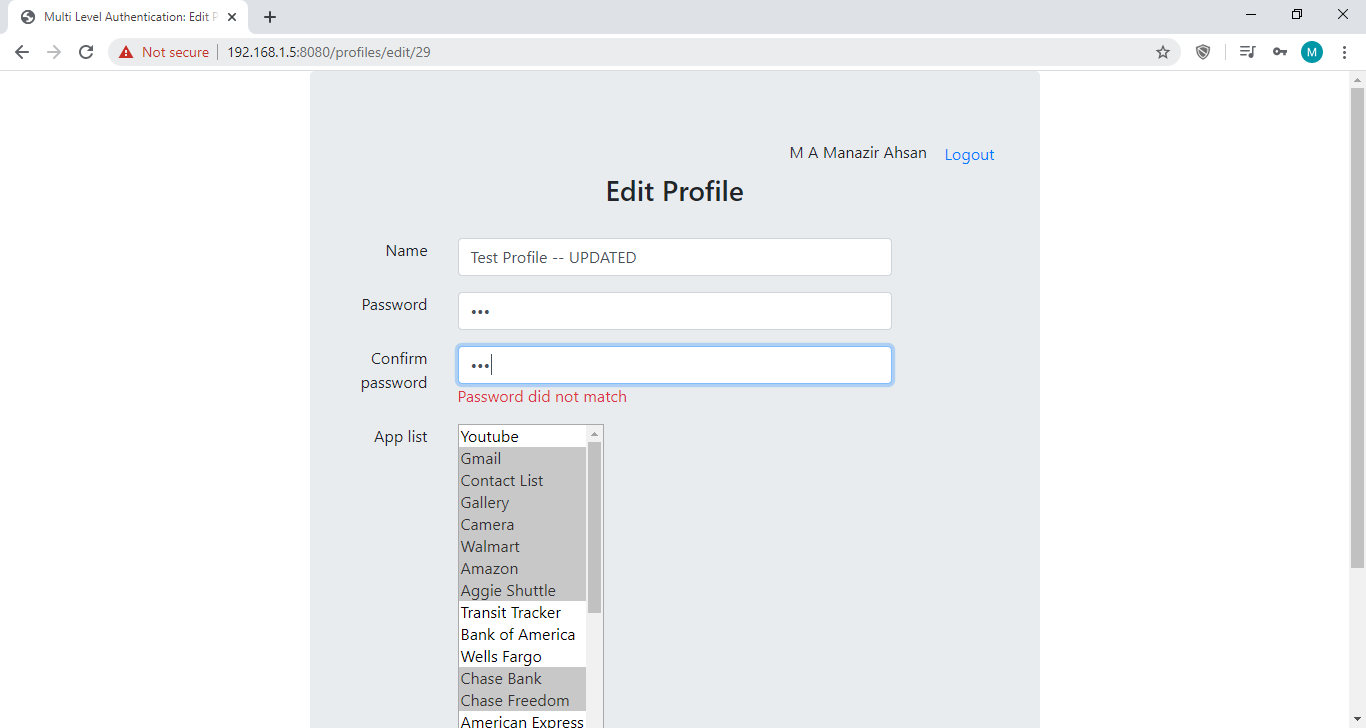 Multi Level Authentication: Edit P
Not secure
192.168.1.5:8080/profiles/edit/29
M
M A Manazir Ahsan
Logout
Edit Profile
Name
Test Profile -- UPDATED
Password
•••
Confirm
password
•••
Password did not match
App list
Youtube
Gmail
Contact List
Gallery
Camera
Walmart
Amazon
Aggie Shuttle
Transit Tracker
Bank of America
Wells Fargo
Chase Bank
Chase Freedom
American Express